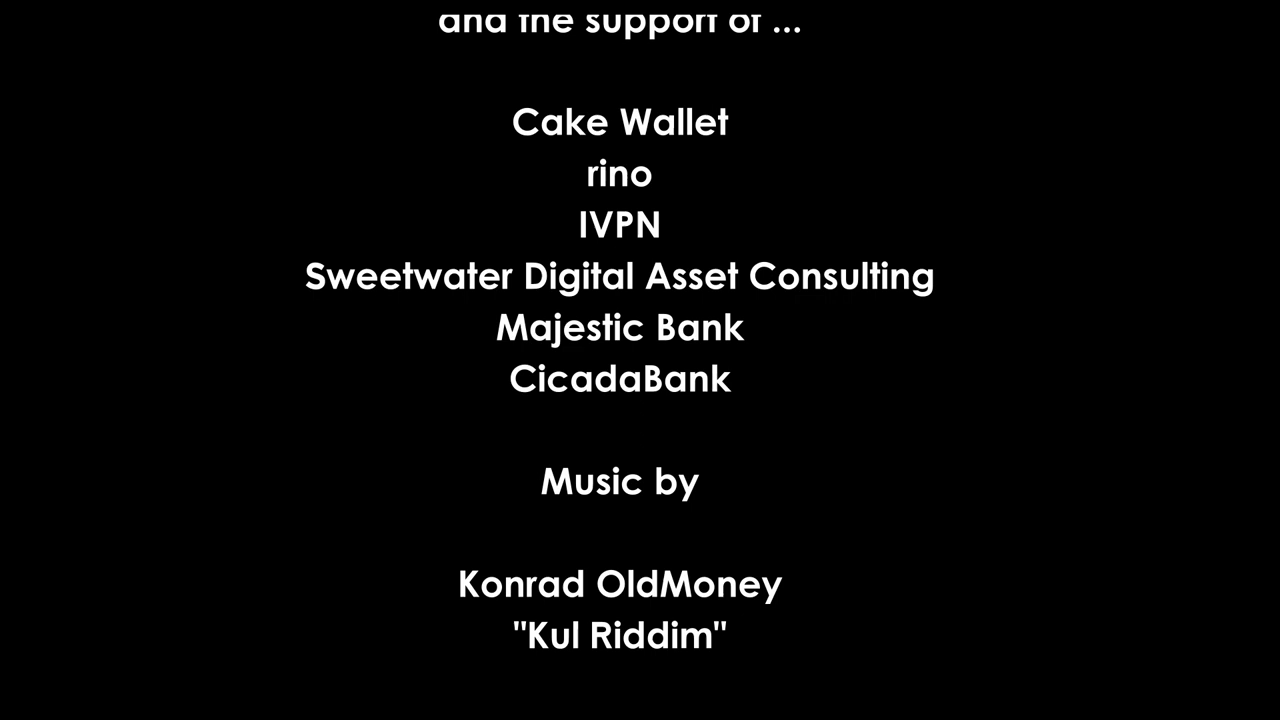 and the support of ...
Cake Wallet
rino
IVPN
Sweetwater Digital Asset Consulting
Majestic Bank
CicadaBank
Music by
Konrad OldMoney
"Kul Riddim"